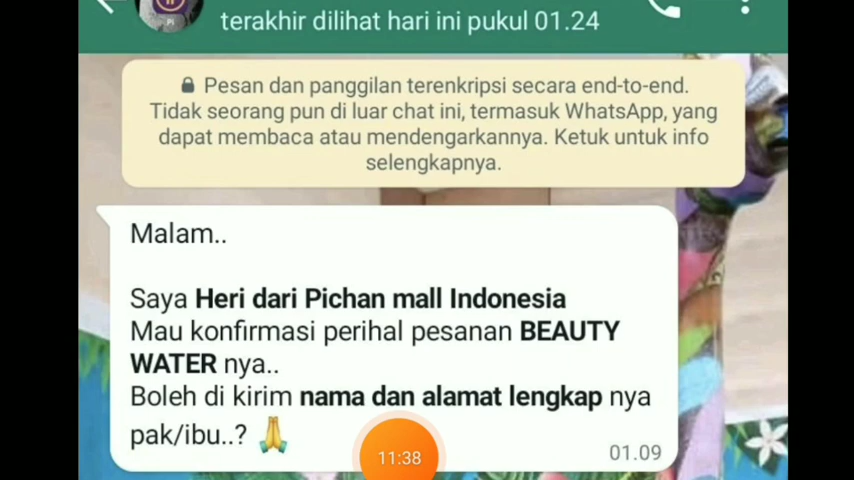 terakhir dilihat hari ini pukul 01.24
Pesan dan panggilan terenkripsi secara end-to-end.
Tidak seorang pun di luar chat ini, termasuk WhatsApp, yang
dapat membaca atau mendengarkannya. Ketuk untuk info
selengkapnya.
Malam..
Saya Heri dari Pichan mall Indonesia
Mau konfirmasi perihal pesanan BEAUTY
WATER nya..
Boleh di kirim nama dan alamat lengkap nya
pak/ibu..? 🙏
01.09
11:38